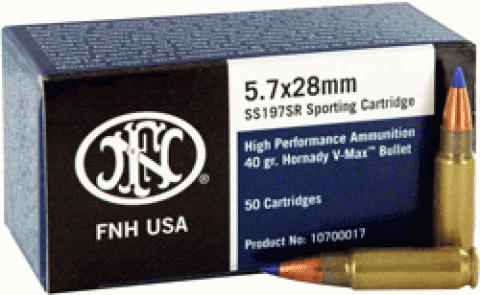 FN
®
FNH USA
5.7x28mm
SS197SR Sporting Cartridge
High Performance Ammunition
40 gr. Hornady V-Max™ Bullet
50 Cartridges
Product No: 10700017